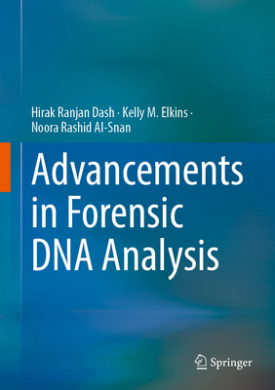 Hirak Ranjan Dash · Kelly M. Elkins ·
Noora Rashid Al-Snan
Advancements
in Forensic
DNA Analysis
Springer